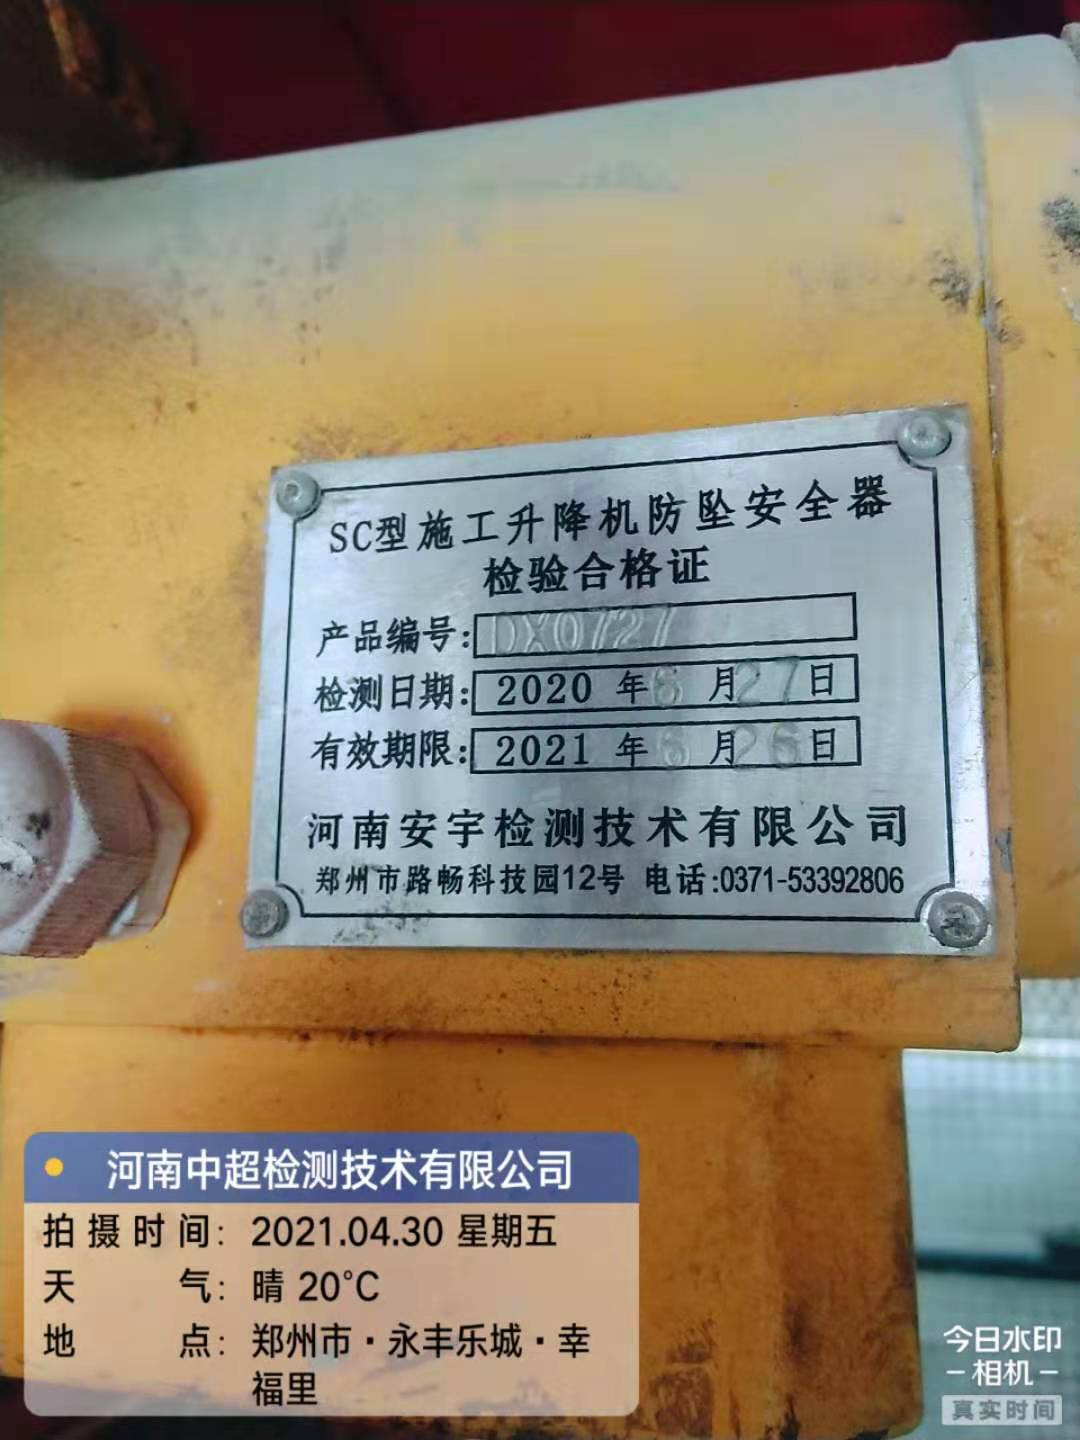 SC型施工升降机防坠安全器
检验合格证
产品编号: DX0727
检测日期: 2020 年 6 月 27 日
有效期限: 2021 年 6 月 26 日
河南安宇检测技术有限公司
郑州市路畅科技园12号 电话:0371-53392806
河南中超检测技术有限公司
拍摄时间: 2021.04.30 星期五
天气: 晴 20°C
地点: 郑州市·永丰乐城·幸
福里
今日水印
-相机-
真实时间